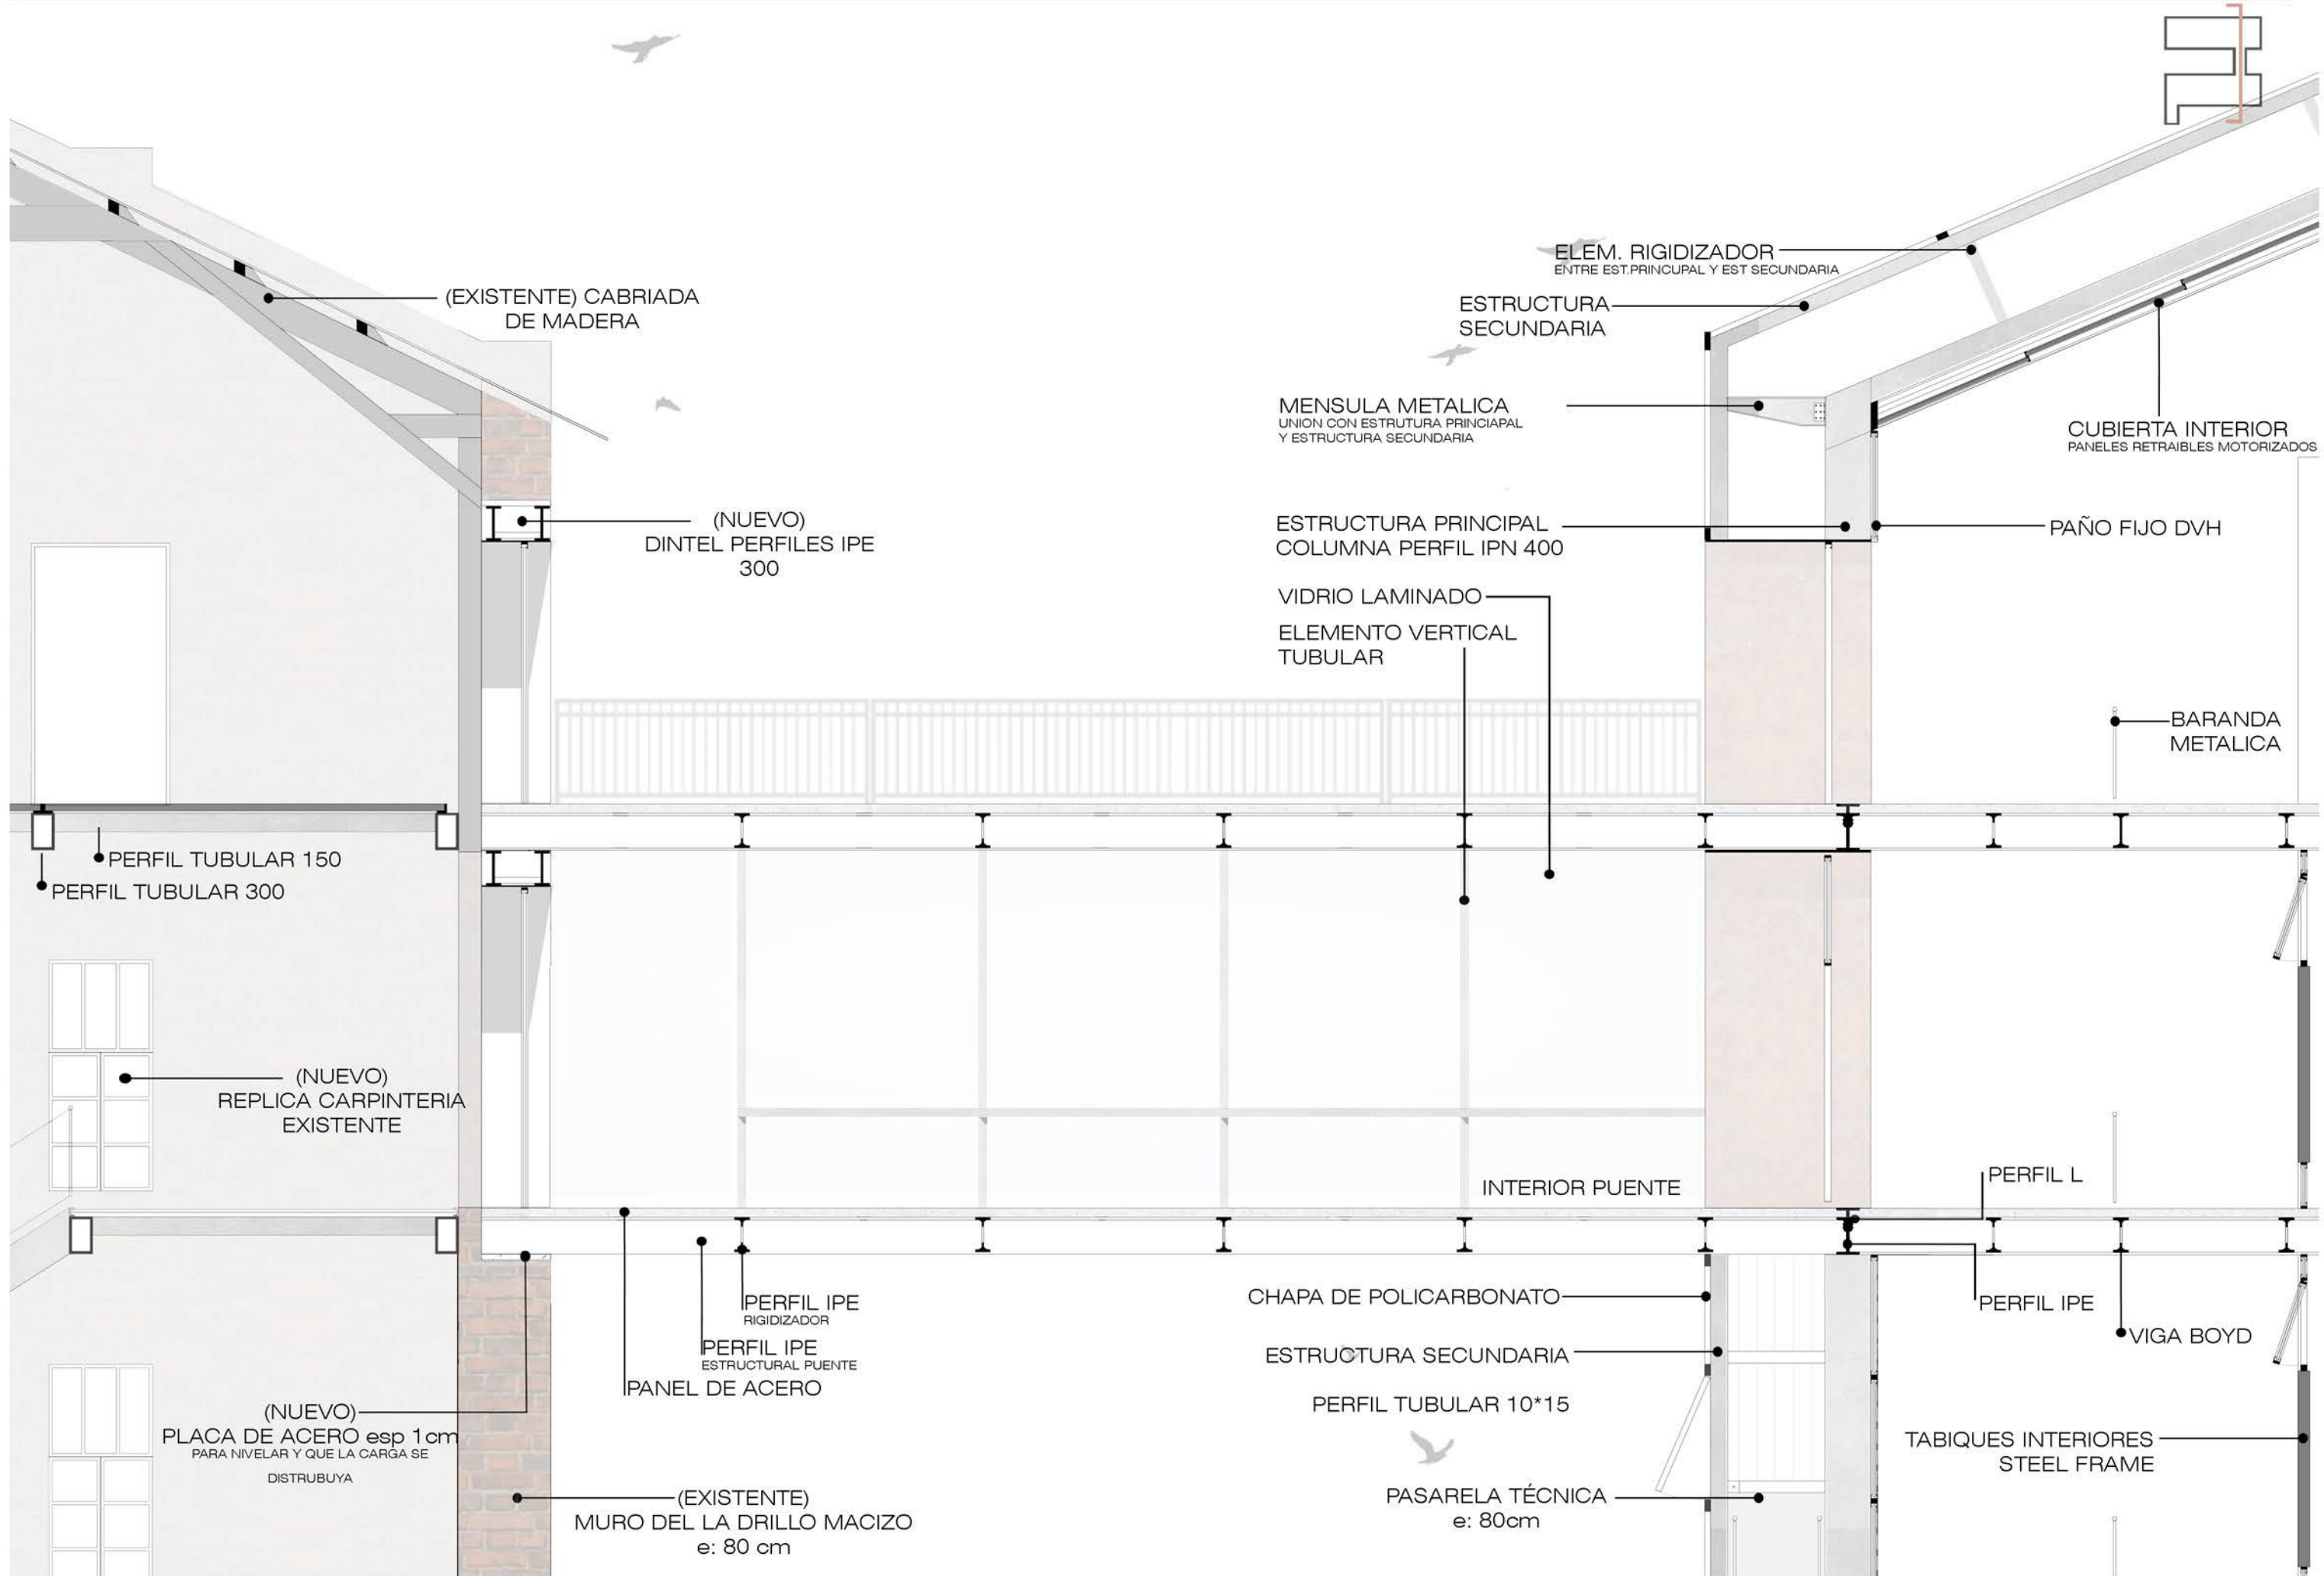 (EXISTENTE) CABRIADA
DE MADERA
ELEM. RIGIDIZADOR
ENTRE EST.PRINCUPAL Y EST SECUNDARIA
ESTRUCTURA
SECUNDARIA
MENSULA METALICA
UNION CON ESTRUTURA PRINCIAPAL
Y ESTRUCTURA SECUNDARIA
CUBIERTA INTERIOR
PANELES RETRAIBLES MOTORIZADOS
(NUEVO)
DINTEL PERFILES IPE
300
ESTRUCTURA PRINCIPAL
COLUMNA PERFIL IPN 400
PAÑO FIJO DVH
VIDRIO LAMINADO
ELEMENTO VERTICAL
TUBULAR
BARANDA
METALICA
PERFIL TUBULAR 150
PERFIL TUBULAR 300
(NUEVO)
REPLICA CARPINTERIA
EXISTENTE
INTERIOR PUENTE
PERFIL L
PERFIL IPE
RIGIDIZADOR
PERFIL IPE
ESTRUCTURAL PUENTE
PANEL DE ACERO
CHAPA DE POLICARBONATO
PERFIL IPE
VIGA BOYD
ESTRUCTURA SECUNDARIA
PERFIL TUBULAR 10*15
(NUEVO)
PLACA DE ACERO esp 1cm
PARA NIVELAR Y QUE LA CARGA SE
DISTRUBUYA
TABIQUES INTERIORES
STEEL FRAME
(EXISTENTE)
MURO DEL LA DRILLO MACIZO
e: 80 cm
PASARELA TÉCNICA
e: 80cm